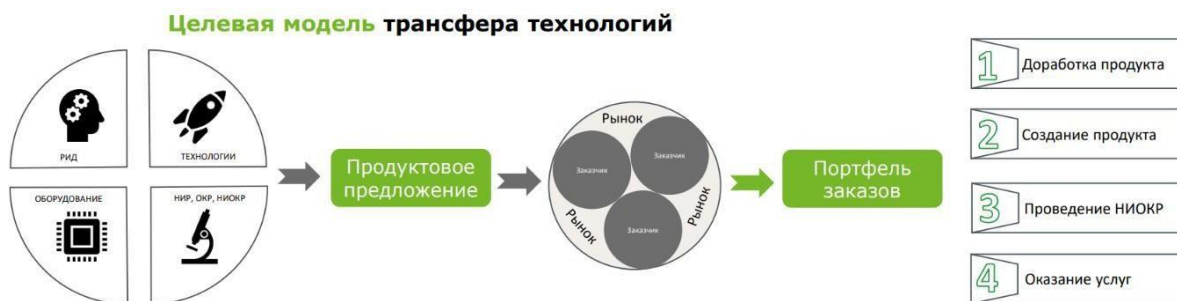 Целевая модель трансфера технологий
РИД
ТЕХНОЛОГИИ
ОБОРУДОВАНИЕ
НИР, ОКР, НИОКР
Продуктовое
предложение
Рынок
Заказчик
Заказчик
Рынок
Рынок
Заказчик
Портфель
заказов
1 Доработка продукта
2 Создание продукта
3 Проведение НИОКР
4 Оказание услуг